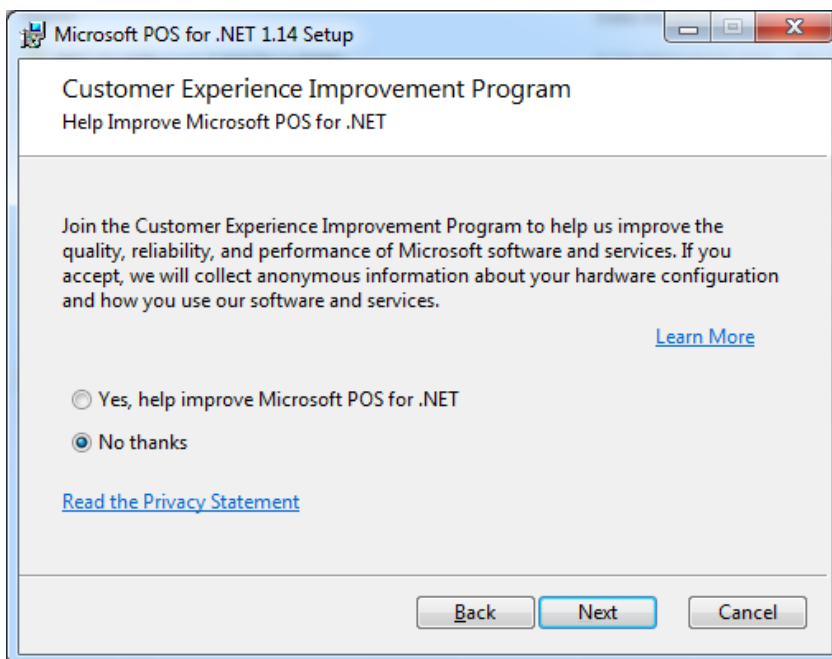 Microsoft POS for .NET 1.14 Setup
Customer Experience Improvement Program
Help Improve Microsoft POS for .NET
Join the Customer Experience Improvement Program to help us improve the
quality, reliability, and performance of Microsoft software and services. If you
accept, we will collect anonymous information about your hardware configuration
and how you use our software and services.
Learn More
Yes, help improve Microsoft POS for .NET
No thanks
Read the Privacy Statement
Back Next Cancel